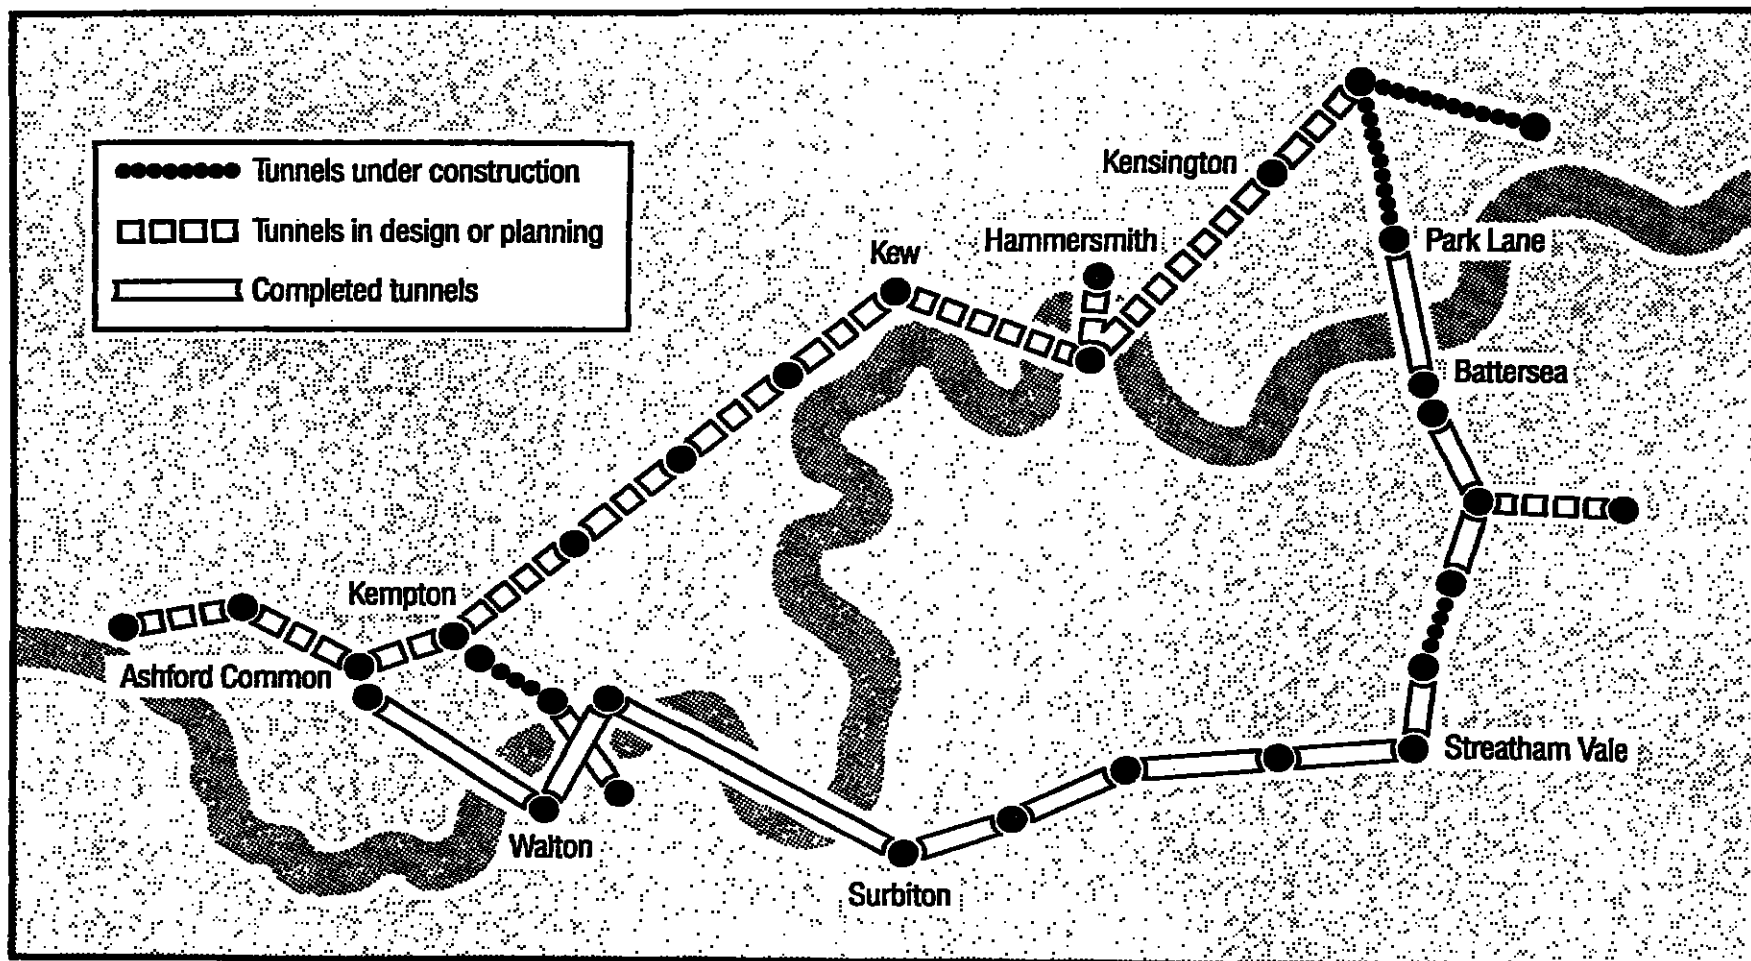 Tunnels under construction
Tunnels in design or planning
Completed tunnels
Kensington
Hammersmith
Park Lane
Kew
Battersea
Kempton
Ashford Common
Streatham Vale
Walton
Surbiton